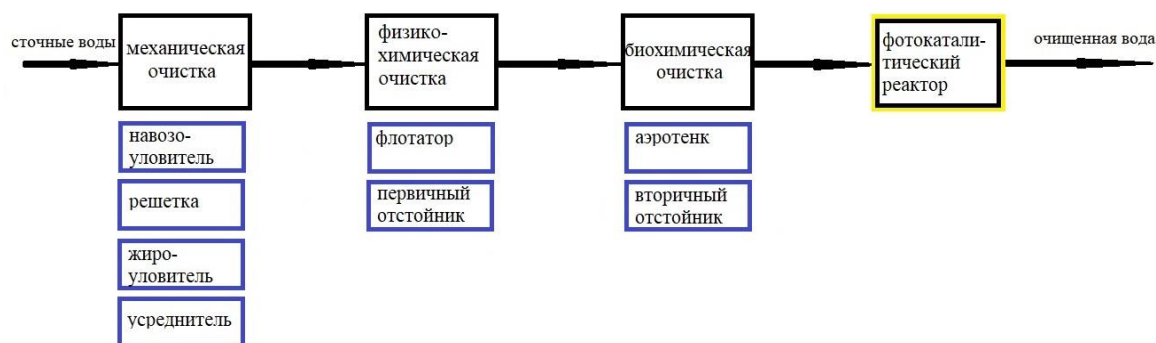 сточные воды
механическая
очистка
навозо-
уловитель
решетка
жиро-
уловитель
усреднитель
физико-
химическая
очистка
флотатор
первичный
отстойник
биохимическая
очистка
аэротенк
вторичный
отстойник
фотокатали-
тический
реактор
очищенная вода